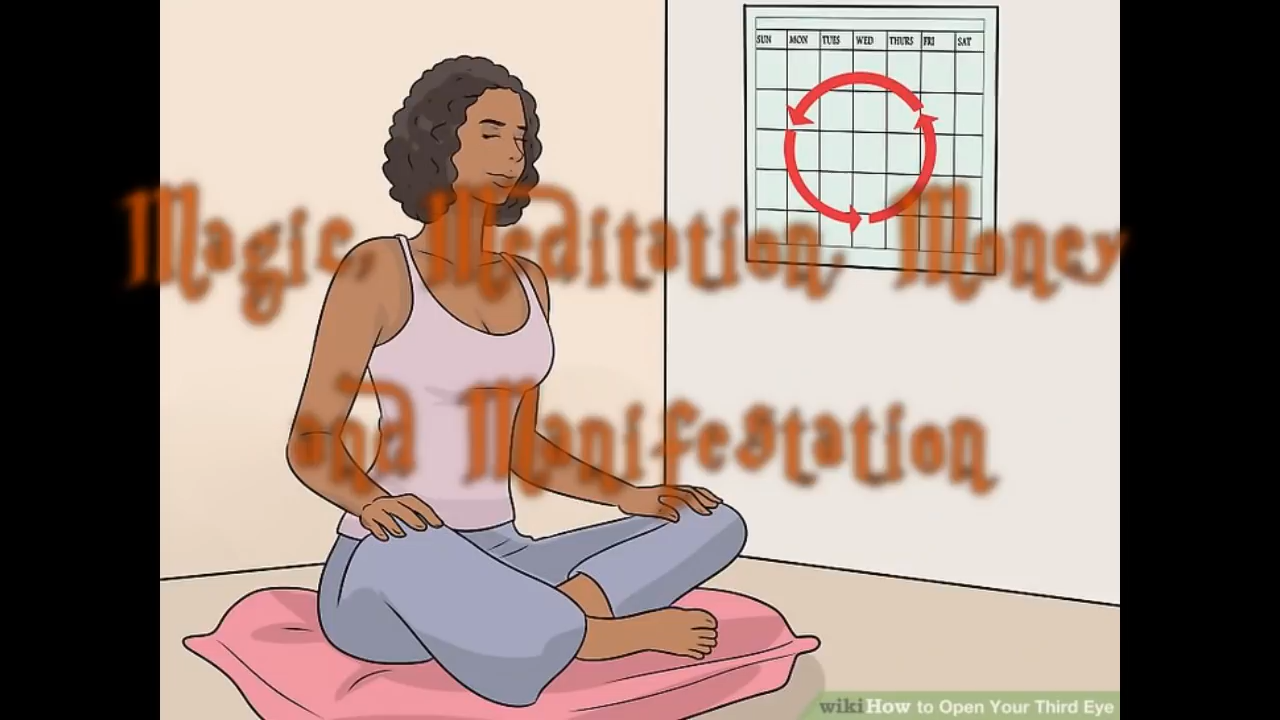 SUN MON TUES WED THURS FRI SAT
Magic, Meditation, Money
and Manifestation
wikiHow to Open Your Third Eye